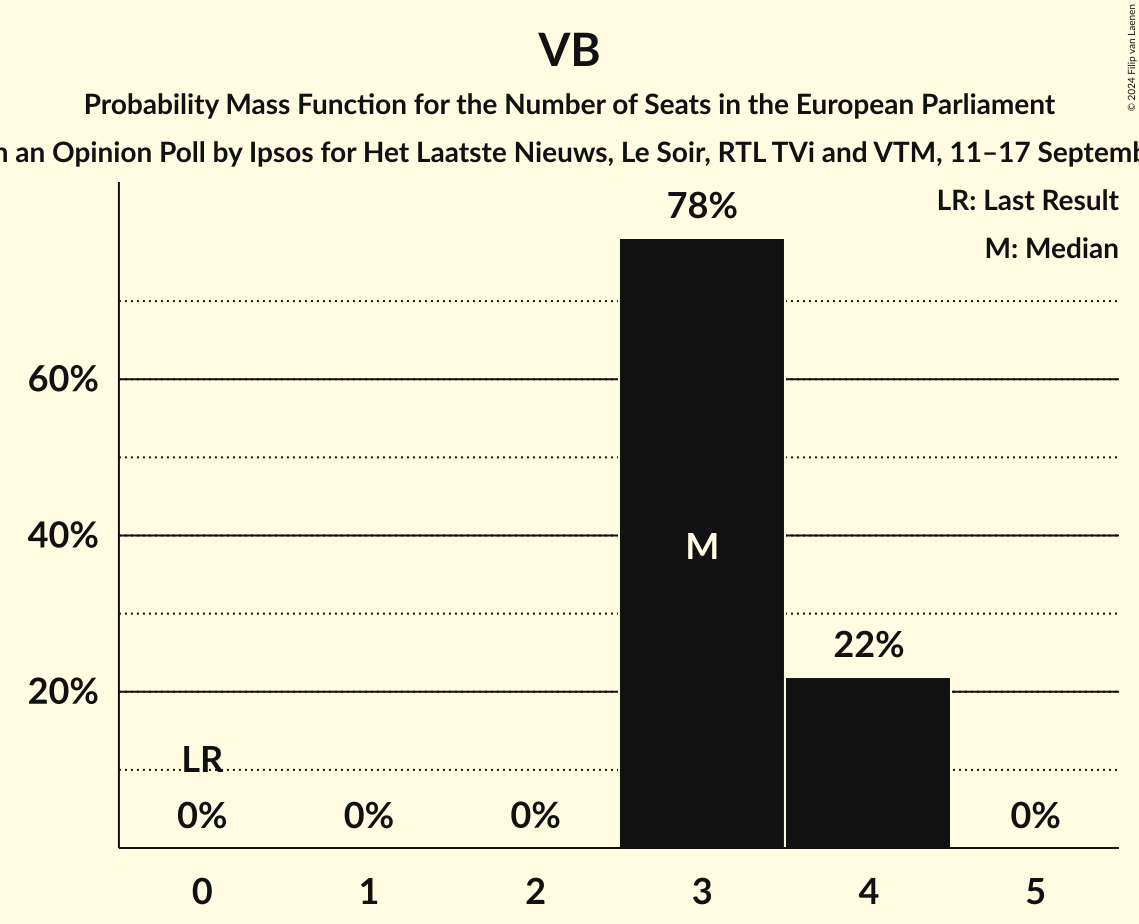 VB
Probability Mass Function for the Number of Seats in the European Parliament
an Opinion Poll by Ipsos for Het Laatste Nieuws, Le Soir, RTL TVi and VTM, 11–17
© 2024 Filip van Laenen
LR: Last Result
M: Median
78%
60%
40%
20%
M
22%
LR
0%
0%
0%
0%
0
1
2
3
4
5